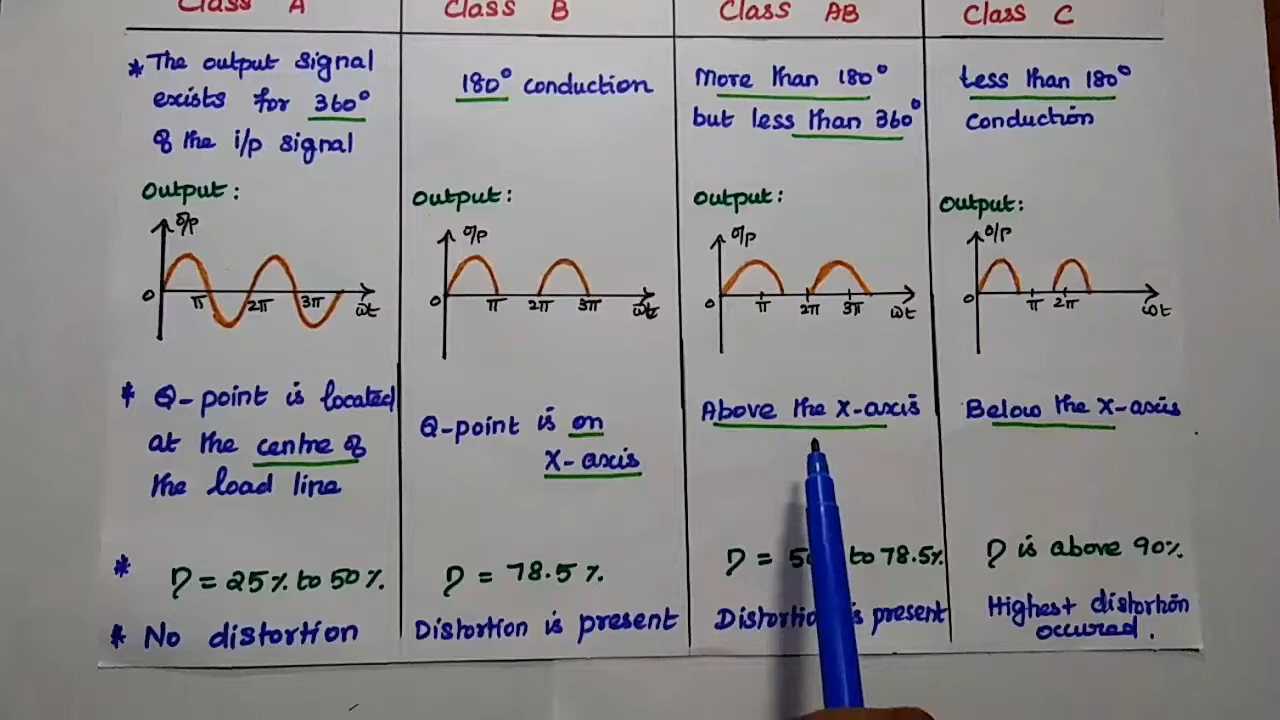 Class A
* The output signal
exists for 360°
of the i/p signal
Output:
o/p
0
π
2π
3π
ωt
* Q-point is located
at the centre of
the load line
* η = 25% to 50%.
* No distortion
Class B
180° conduction
Output:
o/p
0
π
2π
3π
ωt
Q-point is on
X-axis
η = 78.5%.
Distortion is present
Class AB
More than 180°
but less than 360°
Output:
o/p
0
π
2π
3π
ωt
Above the X-axis
η = to 78.5%.
is present
Class C
Less than 180°
conduction
Output:
o/p
0
π
2π
ωt
Below the X-axis
η is above 90%.
Highest distortion
occured.